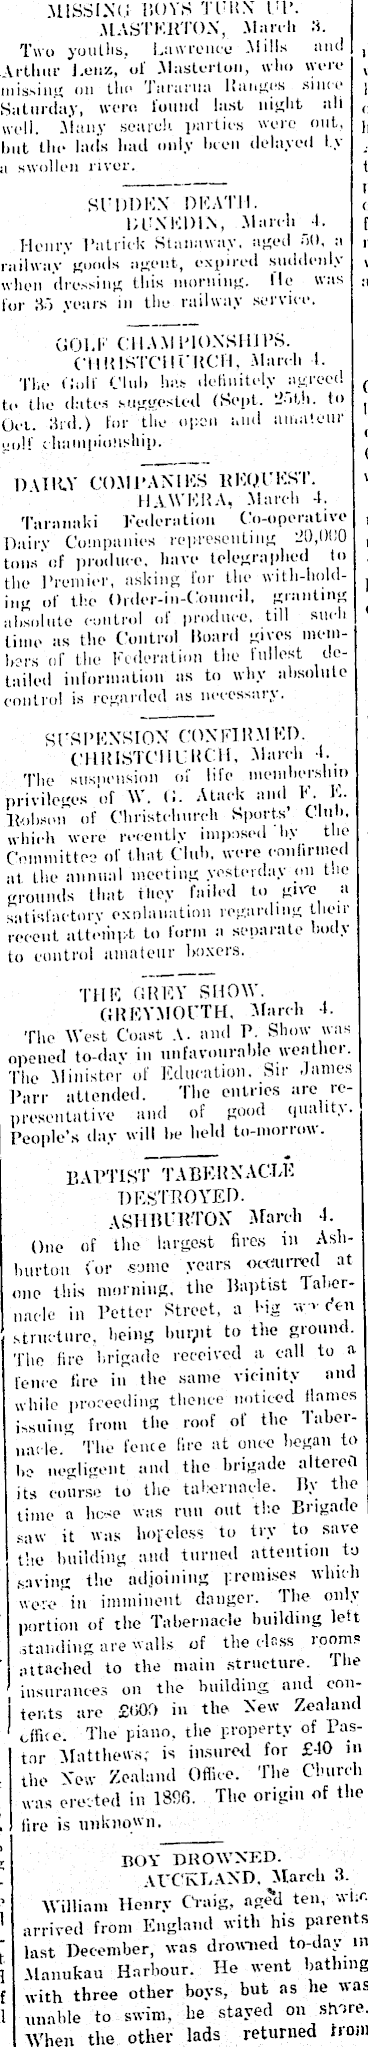 MISSING BOYS TURN UP.
MASTERTON, March 3.
Two youths, Lawrence Mills and
Arthur Lenz, of Masterton, who were
missing on the Tararua Ranges since
Saturday, were found last night all
well. Many search parties were out,
but the lads had only been delayed by
a swollen river.
SUDDEN DEATH.
DUNEDIN, March 4.
Henry Patrick Stanaway, aged 50, a
railway goods agent, expired suddenly
when dressing this morning. He was
for 35 years in the railway service.
GOLF CHAMPIONSHIPS.
CHRISTCHURCH, March 4.
The Golf Club has definitely agreed
to the dates suggested (Sept. 25th. to
Oct. 3rd.) for the open and amateur
golf championship.
DAIRY COMPANIES REQUEST.
HAWERA, March 4.
Taranaki Federation Co-operative
Dairy Companies representing 20,000
tons of produce, have telegraphed to
the Premier, asking for the with-hold-
ing of the Order-in-Council, granting
absolute control of produce, till such
time as the Control Board gives mem-
bers of the Federation the fullest de-
tailed information as to why absolute
control is regarded as necessary.
SUSPENSION CONFIRMED.
CHRISTCHURCH, March 4.
The suspension of life membership
privileges of W. G. Atack and F. E.
Robson of Christchurch Sports' Club,
which were recently imposed by the
Committee of that Club, were confirmed
at the annual meeting yesterday on the
grounds that they failed to give a
satisfactory explanation regarding their
recent attempt to form a separate body
to control amateur boxers.
THE GREY SHOW.
GREYMOUTH, March 4.
The West Coast A. and P. Show was
opened to-day in unfavourable weather.
The Minister of Education, Sir James
Parr attended. The entries are re-
presentative and of good quality.
People's day will be held to-morrow.
BAPTIST TABERNACLE
DESTROYED.
ASHBURTON March 4.
One of the largest fires in Ash-
burton for some years occurred at
one this morning, the Baptist Taber-
nacle in Petter Street, a big wooden
structure, being burnt to the ground.
The fire brigade received a call to a
fence fire in the same vicinity and
while proceeding thence noticed flames
issuing from the roof of the Taber-
nacle. The fence fire at once began to
be negligent and the brigade altered
its course to the tabernacle. By the
time a hose was run out the Brigade
saw it was hopeless to try to save
the building and turned attention to
saving the adjoining premises which
were in imminent danger. The only
portion of the Tabernacle building left
standing are walls of the class rooms
attached to the main structure. The
insurances on the building and con-
tents are £600 in the New Zealand
office. The piano, the property of Pas-
tor Matthews; is insured for £40 in
the New Zealand Office. The Church
was erected in 1896. The origin of the
fire is unknown.
BOY DROWNED.
AUCKLAND, March 3.
William Henry Craig, aged ten, who
arrived from England with his parents
last December, was drowned to-day in
Manukau Harbour. He went bathing
with three other boys, but as he was
unable to swim, he stayed on shore.
When the other lads returned from